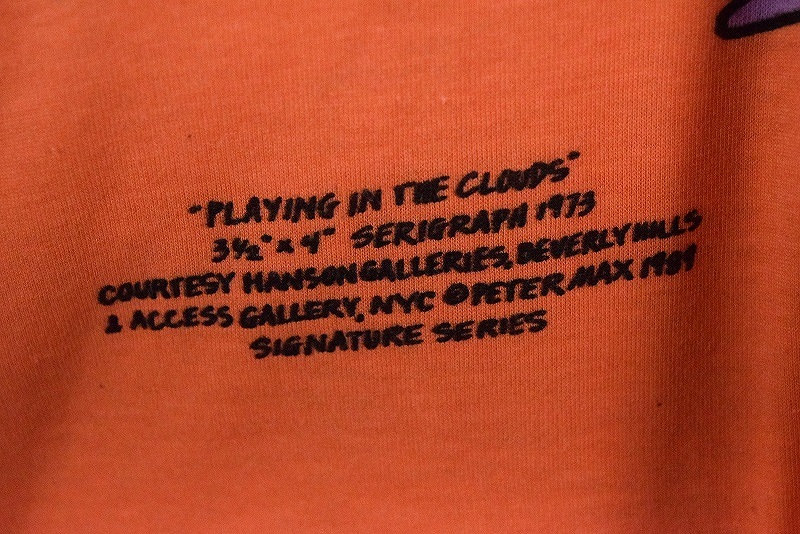 "PLAYING IN THE CLOUDS"
3½" x 4" SERIGRAPH 1973
COURTESY HANSON GALLERIES, BEVERLY HILLS
& ACCESS GALLERY, NYC © PETER MAX 1989
SIGNATURE SERIES